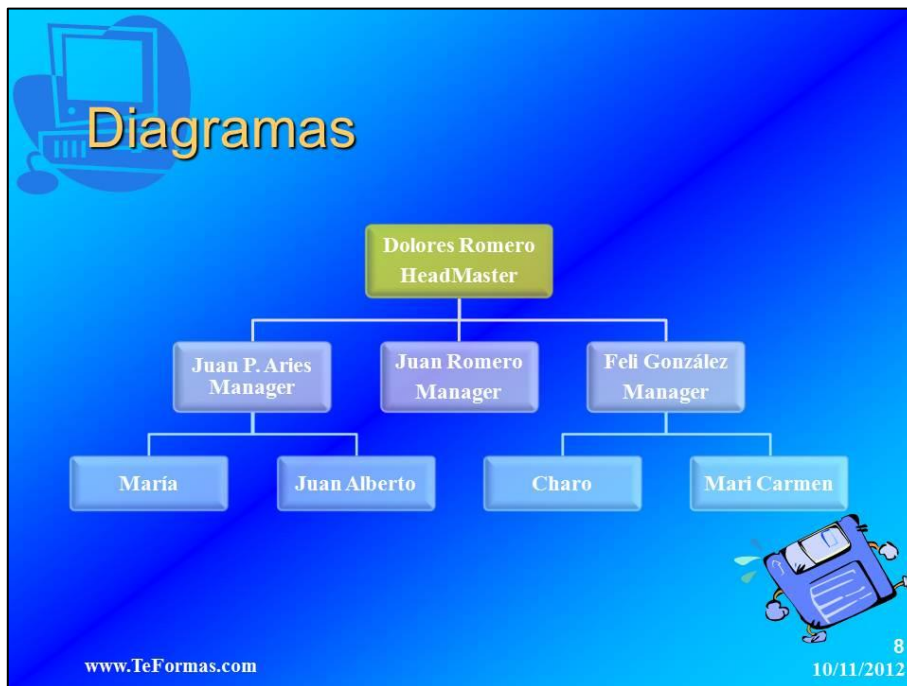 Diagramas
Dolores Romero
HeadMaster
Juan P. Aries
Manager
Juan Romero
Manager
Feli González
Manager
María
Juan Alberto
Charo
Mari Carmen
www.TeFormas.com
8
10/11/2012